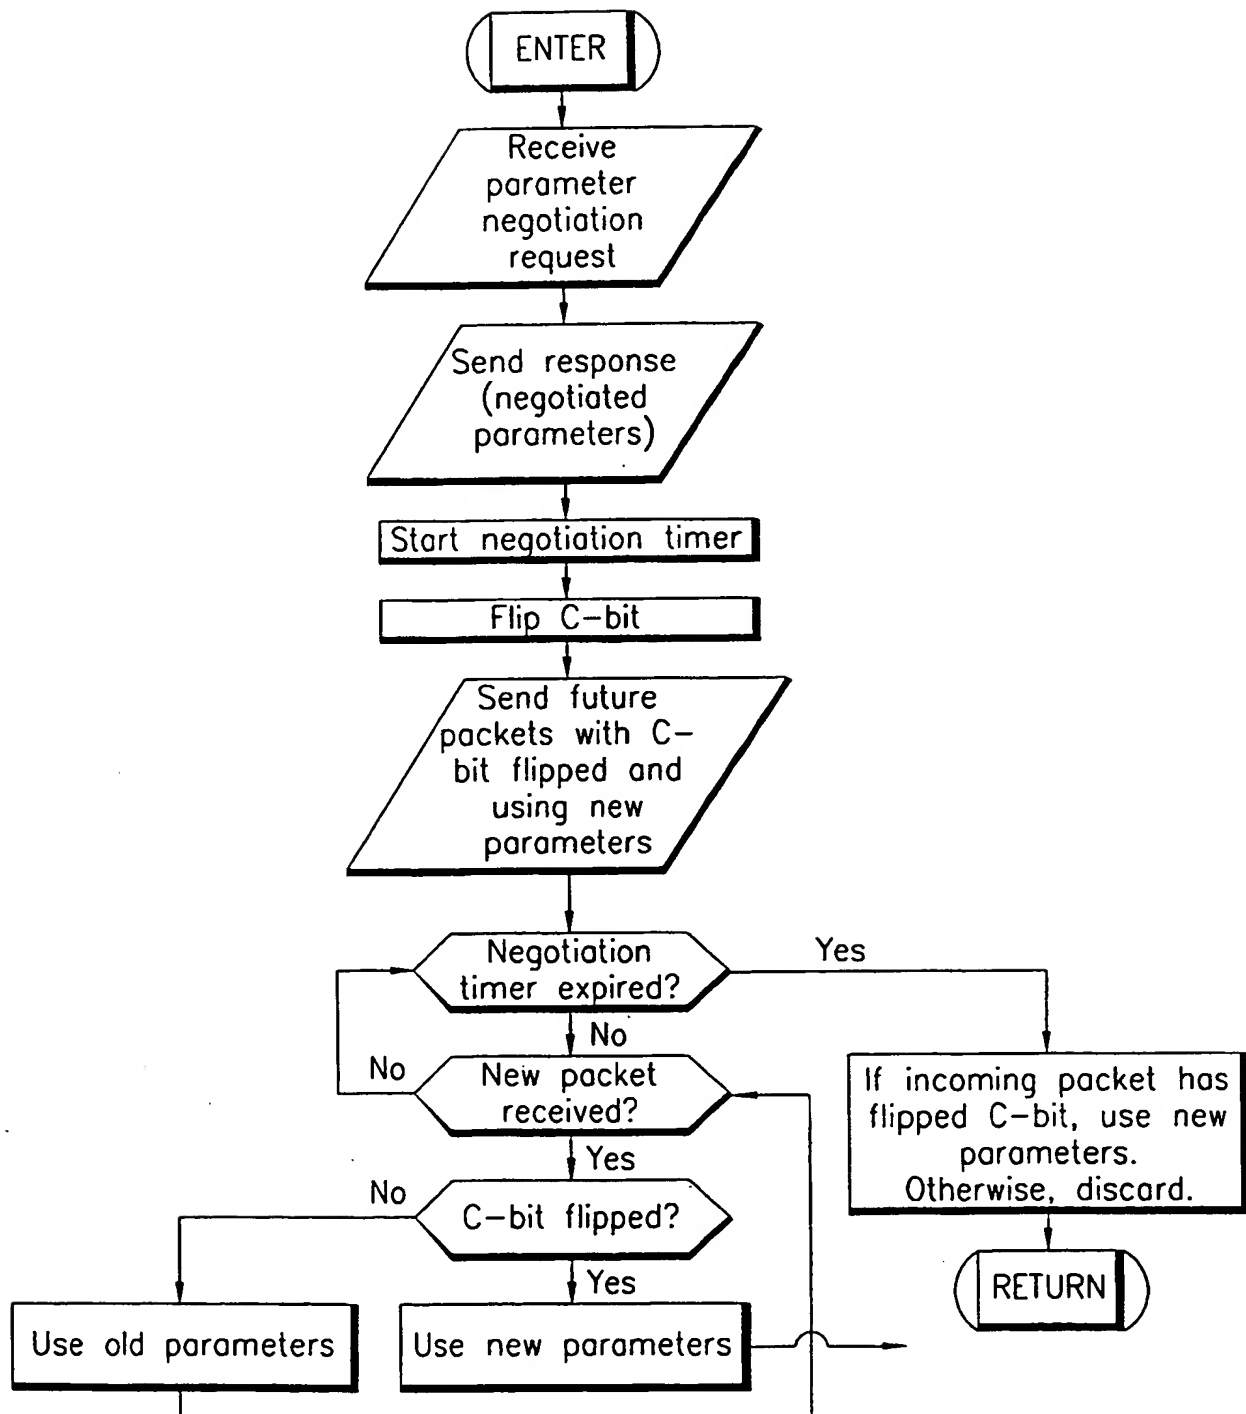 ENTER
Receive
parameter
negotiation
request
Send response
(negotiated
parameters)
Start negotiation timer
Flip C-bit
Send future
packets with C-
bit flipped and
using new
parameters
Negotiation
timer expired?
Yes
No
New packet
received?
No
Yes
If incoming packet has
flipped C-bit, use new
parameters.
Otherwise, discard.
C-bit flipped?
No
Yes
RETURN
Use old parameters
Use new parameters